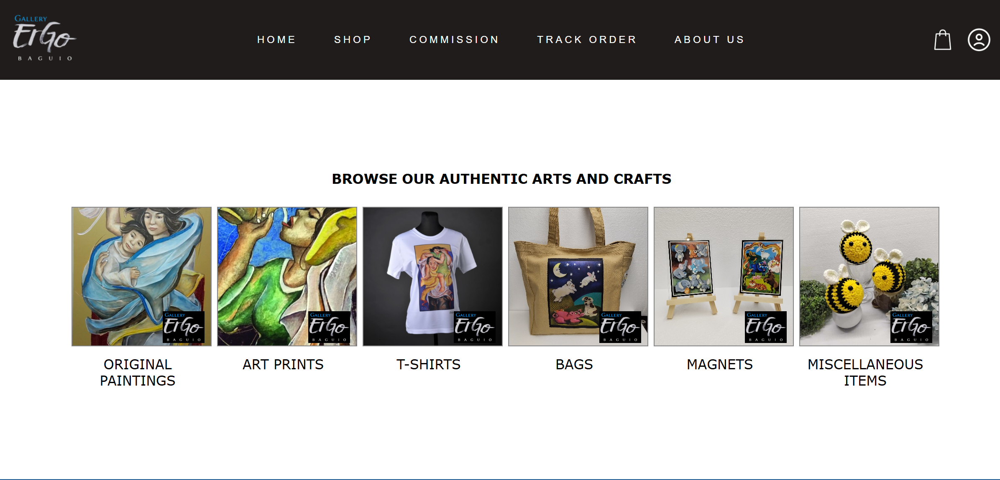 GALLERY
ErGo
BAGUIO
HOME
SHOP
COMMISSION
TRACK ORDER
ABOUT US
BROWSE OUR AUTHENTIC ARTS AND CRAFTS
GALLERY
ErGo
BAGUIO
GALLERY
ErGo
BAGUIO
GALLERY
ErGo
BAGUIO
GALLERY
ErGo
BAGUIO
GALLERY
ErGo
BAGUIO
GALLERY
ErGo
BAGUIO
ORIGINAL
PAINTINGS
ART PRINTS
T-SHIRTS
BAGS
MAGNETS
MISCELLANEOUS
ITEMS